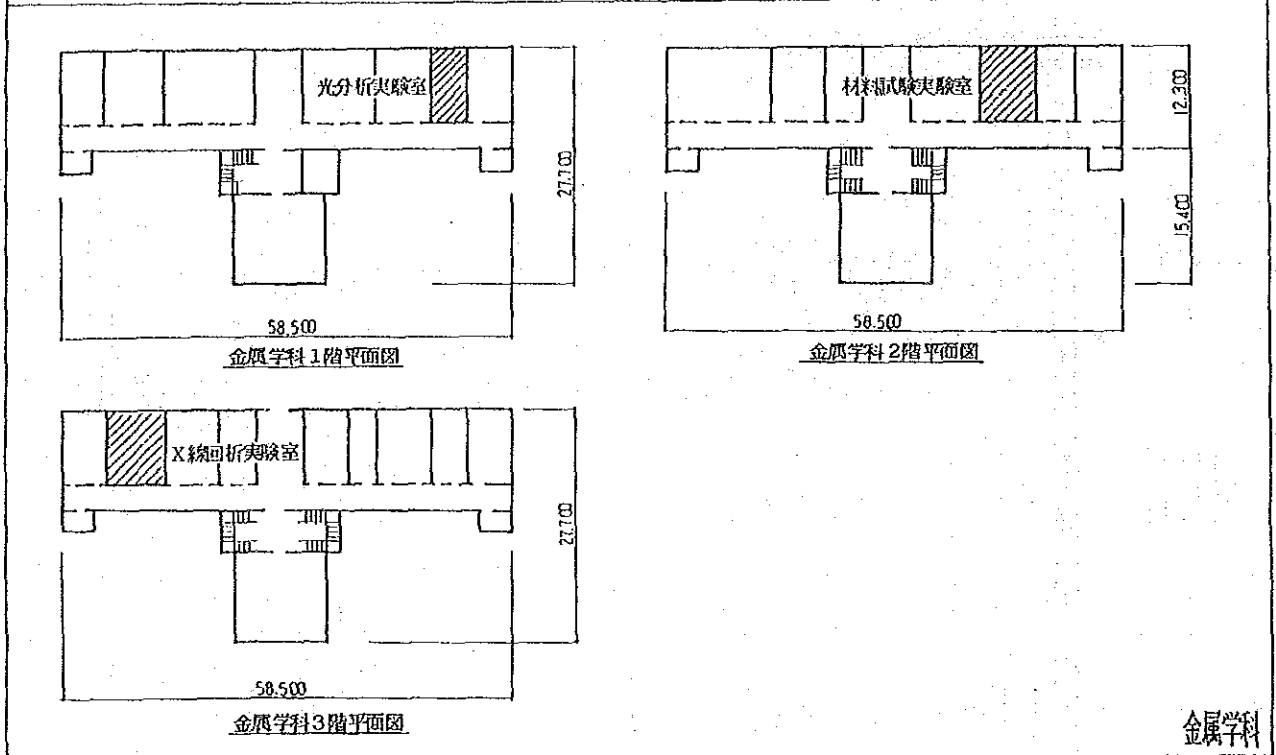 光分析実験室
27.700
58.500
金属学科1階平面図
材料試験実験室
12.300
15.400
58.500
金属学科2階平面図
X線回析実験室
27.700
58.500
金属学科3階平面図
金属学科